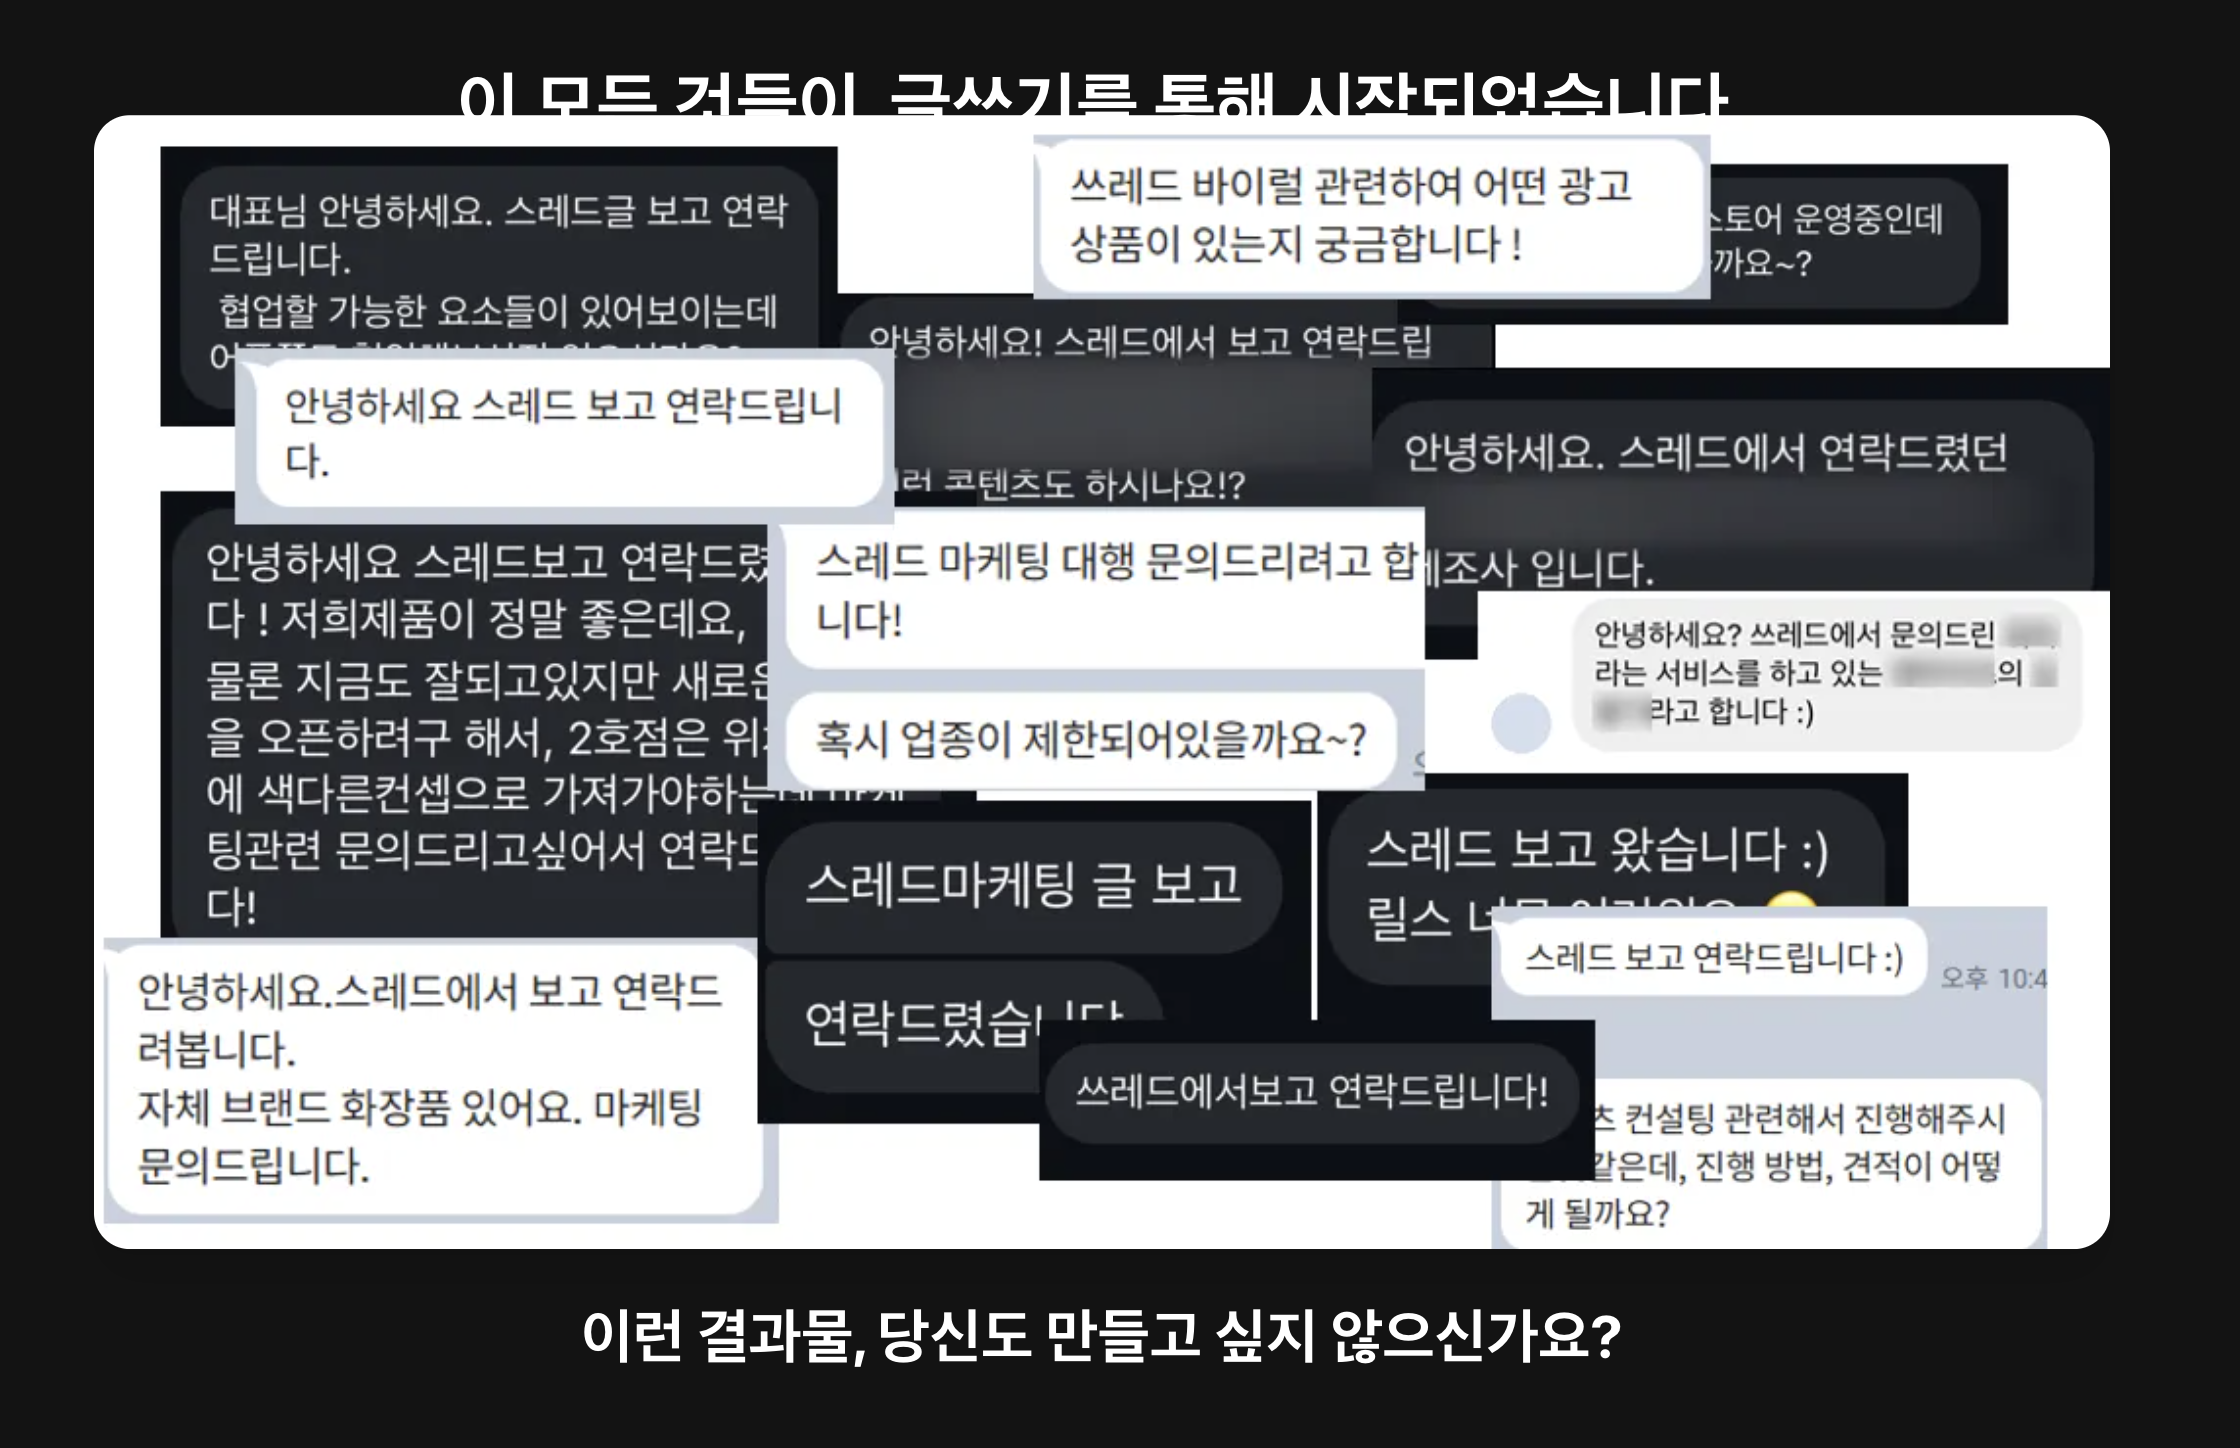 이 모든 것들이, 글쓰기를 통해 시작되었습니다
대표님 안녕하세요. 스레드글 보고 연락
드립니다.
협업할 가능한 요소들이 있어보이는데
쓰레드 바이럴 관련하여 어떤 광고
상품이 있는지 궁금합니다 !
스토어 운영중인데
까요~?
안녕하세요! 스레드에서 보고 연락드립
런 콘텐츠도 하시나요!?
안녕하세요 스레드 보고 연락드립니
다.
안녕하세요. 스레드에서 연락드렸던
제조사 입니다.
안녕하세요 스레드보고 연락드렸
다 ! 저희제품이 정말 좋은데요,
물론 지금도 잘되고있지만 새로운
을 오픈하려구 해서, 2호점은 위
에 색다른컨셉으로 가져가야하는데 마케
팅관련 문의드리고싶어서 연락드
다!
스레드 마케팅 대행 문의드리려고 합
니다!
혹시 업종이 제한되어있을까요~?
안녕하세요? 쓰레드에서 문의드린
라는 서비스를 하고 있는 의
라고 합니다 :)
스레드마케팅 글 보고
연락드렸습니다
스레드 보고 왔습니다 :)
릴스 너무
스레드 보고 연락드립니다 :)
오후 10:4
츠 컨설팅 관련해서 진행해주시
같은데, 진행 방법, 견적이 어떻
게 될까요?
쓰레드에서보고 연락드립니다!
안녕하세요.스레드에서 보고 연락드
려봅니다.
자체 브랜드 화장품 있어요. 마케팅
문의드립니다.
이런 결과물, 당신도 만들고 싶지 않으신가요?